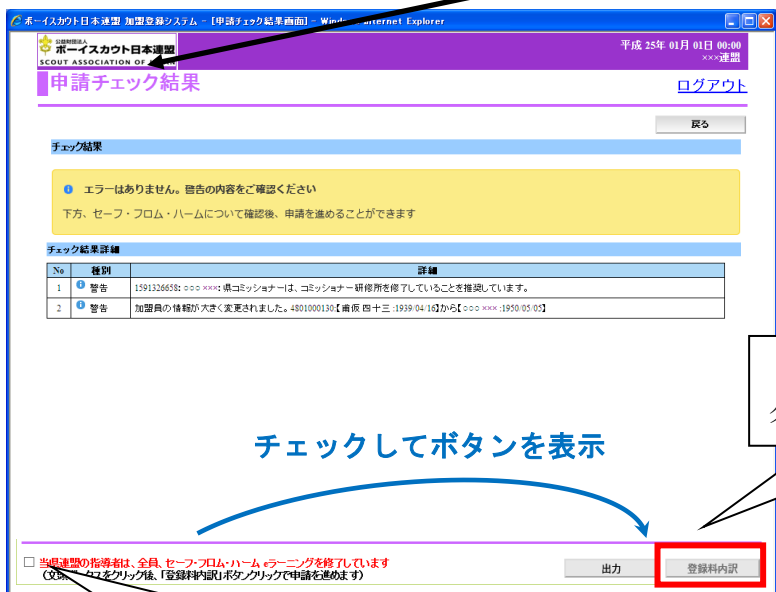 ボーイスカウト日本連盟 加盟登録システム - [申請チェック結果画面] - Windows Internet Explorer
公益財団法人
ボーイスカウト日本連盟
SCOUT ASSOCIATION OF
平成 25年 01月 01日 00:00
×××連盟
申請チェック結果
ログアウト
戻る
チェック結果
エラーはありません。警告の内容をご確認ください
下方、セーフ・フロム・ハームについて確認後、申請を進めることができます
チェック結果詳細
No 種別 詳細
1 警告 1591326658: ○○○ ×××: 県コミッショナーは、コミッショナー研修所を修了していることを推奨しています。
2 警告 加盟員の情報が大きく変更されました。4801000130:【甫仮 四十三 :1939/04/16】から【○○○ ××× :1950/05/05】
チェックしてボタンを表示
当県連盟の指導者は、全員、セーフ・フロム・ハーム eラーニングを修了しています
(文頭 クスをクリック後、「登録料内訳」ボタンクリックで申請を進めます)
出力
登録料内訳